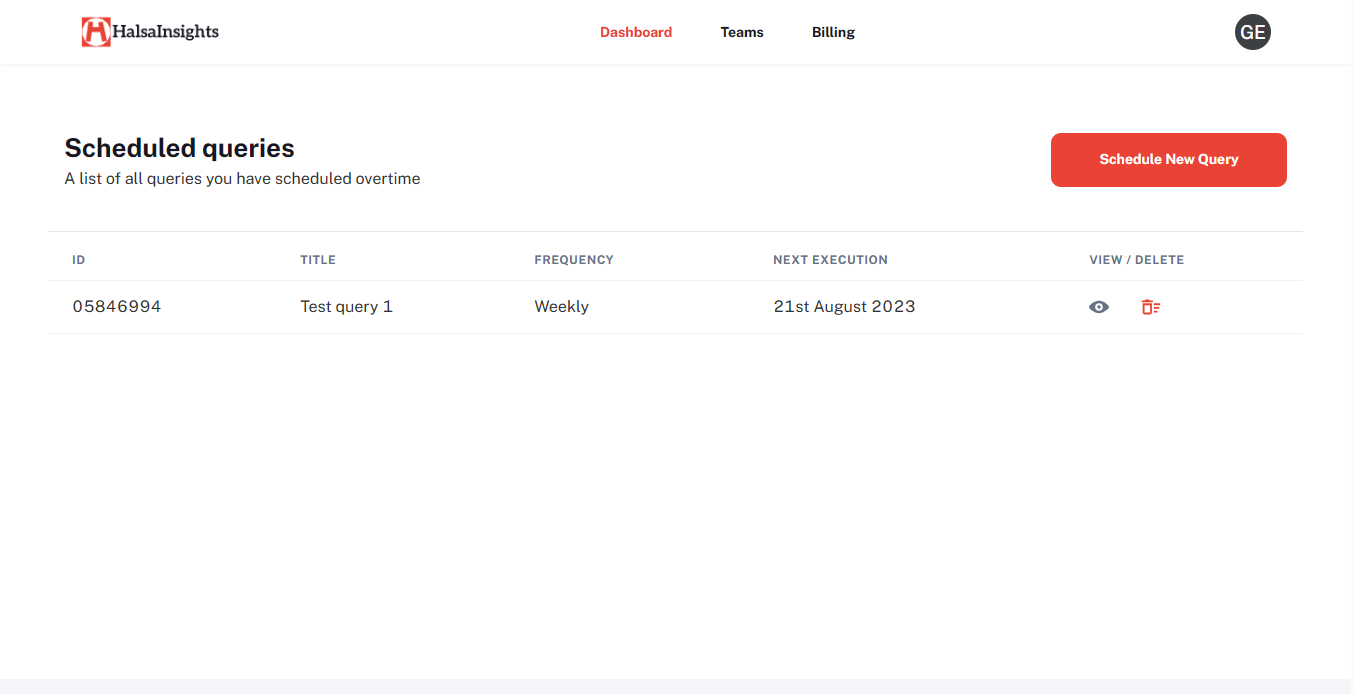 HalsaInsights Dashboard Teams Billing GE
Scheduled queries
Schedule New Query
A list of all queries you have scheduled overtime
ID TITLE FREQUENCY NEXT EXECUTION VIEW / DELETE
05846994 Test query 1 Weekly 21st August 2023